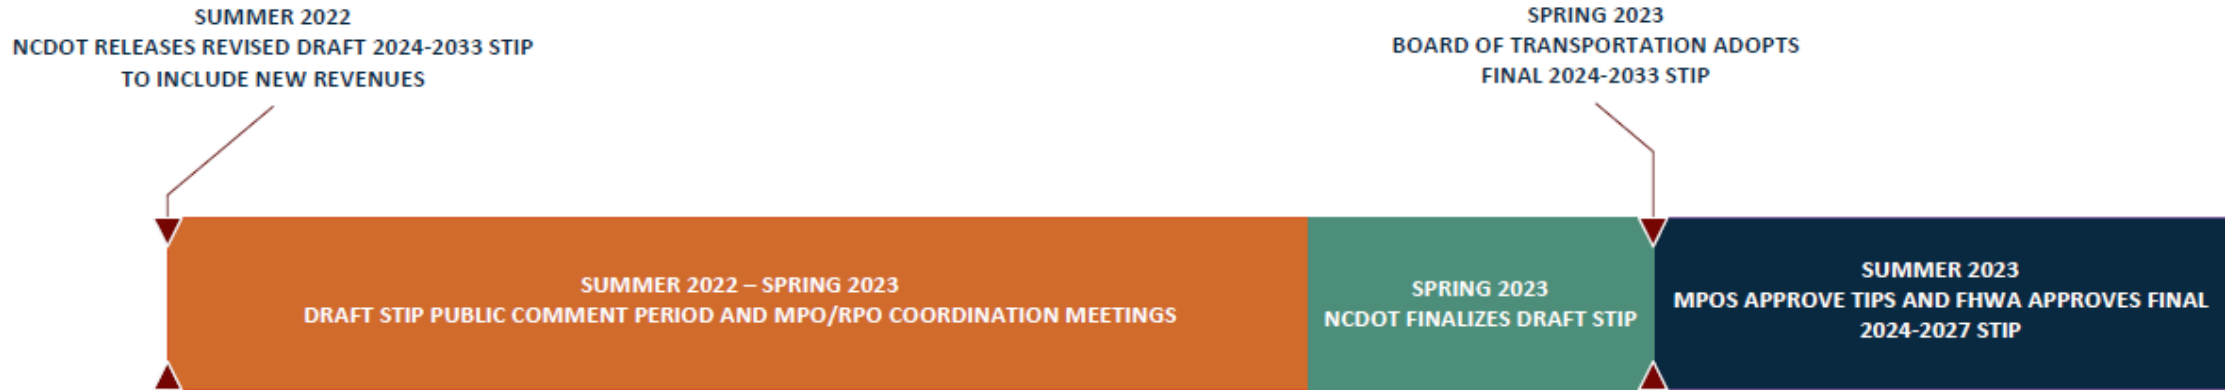 SUMMER 2022
NCDOT RELEASES REVISED DRAFT 2024-2033 STIP
TO INCLUDE NEW REVENUES
SPRING 2023
BOARD OF TRANSPORTATION ADOPTS
FINAL 2024-2033 STIP
SUMMER 2022 – SPRING 2023
DRAFT STIP PUBLIC COMMENT PERIOD AND MPO/RPO COORDINATION MEETINGS
SPRING 2023
NCDOT FINALIZES DRAFT STIP
SUMMER 2023
MPOS APPROVE TIPS AND FHWA APPROVES FINAL
2024-2027 STIP